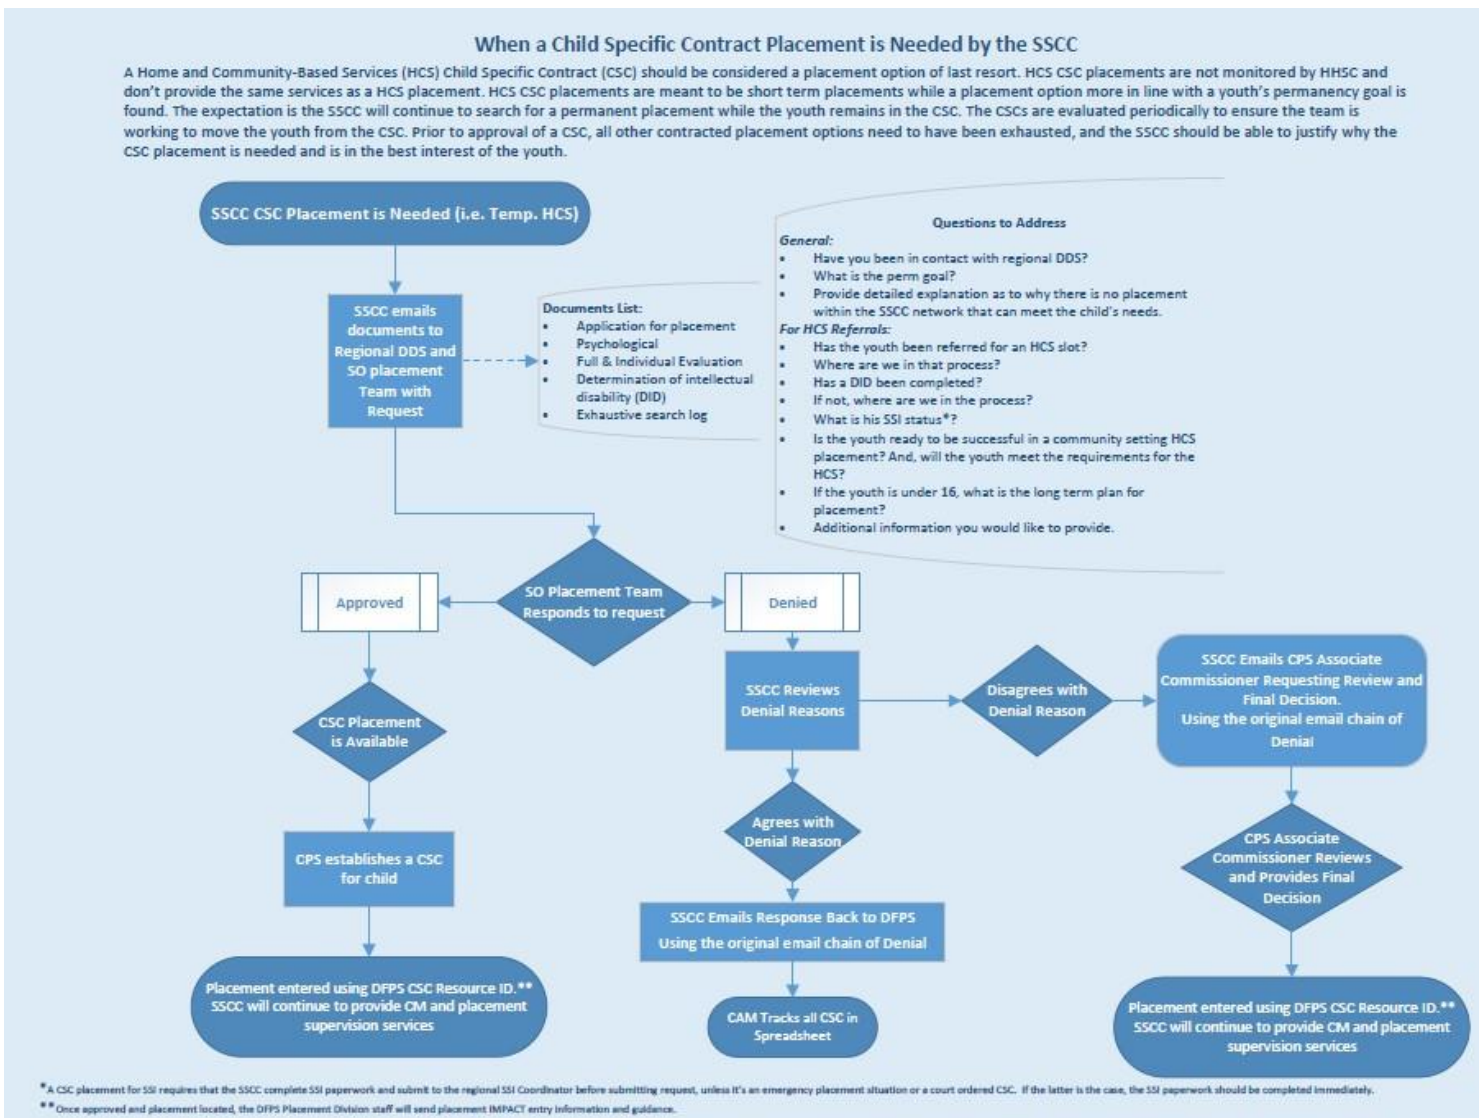 When a Child Specific Contract Placement is Needed by the SSCC
A Home and Community-Based Services (HCS) Child Specific Contract (CSC) should be considered a placement option of last resort. HCS CSC placements are not monitored by HHSC and
don't provide the same services as a HCS placement. HCS CSC placements are meant to be short term placements while a placement option more in line with a youth's permanency goal is
found. The expectation is the SSCC will continue to search for a permanent placement while the youth remains in the CSC. The CSCs are evaluated periodically to ensure the team is
working to move the youth from the CSC. Prior to approval of a CSC, all other contracted placement options need to have been exhausted, and the SSCC should be able to justify why the
CSC placement is needed and is in the best interest of the youth.
SSCC CSC Placement is Needed (i.e. Temp. HCS)
SSCC emails
documents to
Regional DDS and
SO placement
Team with
Request
Documents List:
• Application for placement
• Psychological
• Full & Individual Evaluation
• Determination of intellectual
disability (DID)
• Exhaustive search log
Questions to Address
General:
• Have you been in contact with regional DDS?
• What is the perm goal?
• Provide detailed explanation as to why there is no placement
within the SSCC network that can meet the child's needs.
For HCS Referrals:
• Has the youth been referred for an HCS slot?
• Where are we in that process?
• Has a DID been completed?
• If not, where are we in the process?
• What is his SSI status*?
• Is the youth ready to be successful in a community setting HCS
placement? And, will the youth meet the requirements for the
HCS?
• If the youth is under 16, what is the long term plan for
placement?
• Additional information you would like to provide.
SO Placement Team
Responds to request
Approved
Denied
CSC Placement
is Available
CPS establishes a CSC
for child
Placement entered using DFPS CSC Resource ID.**
SSCC will continue to provide CM and placement
supervision services
SSCC Reviews
Denial Reasons
Agrees with
Denial Reason
SSCC Emails Response Back to DFPS
Using the original email chain of Denial
CAM Tracks all CSC in
Spreadsheet
Disagrees with
Denial Reason
SSCC Emails CPS Associate
Commissioner Requesting Review and
Final Decision.
Using the original email chain of
Denial
CPS Associate
Commissioner Reviews
and Provides Final
Decision
Placement entered using DFPS CSC Resource ID.**
SSCC will continue to provide CM and placement
supervision services
*A CSC placement for SSI requires that the SSCC complete SSI paperwork and submit to the regional SSI Coordinator before submitting request, unless it's an emergency placement situation or a court ordered CSC. If the latter is the case, the SSI paperwork should be completed immediately.
**Once approved and placement located, the DFPS Placement Division staff will send placement IMPACT entry information and guidance.